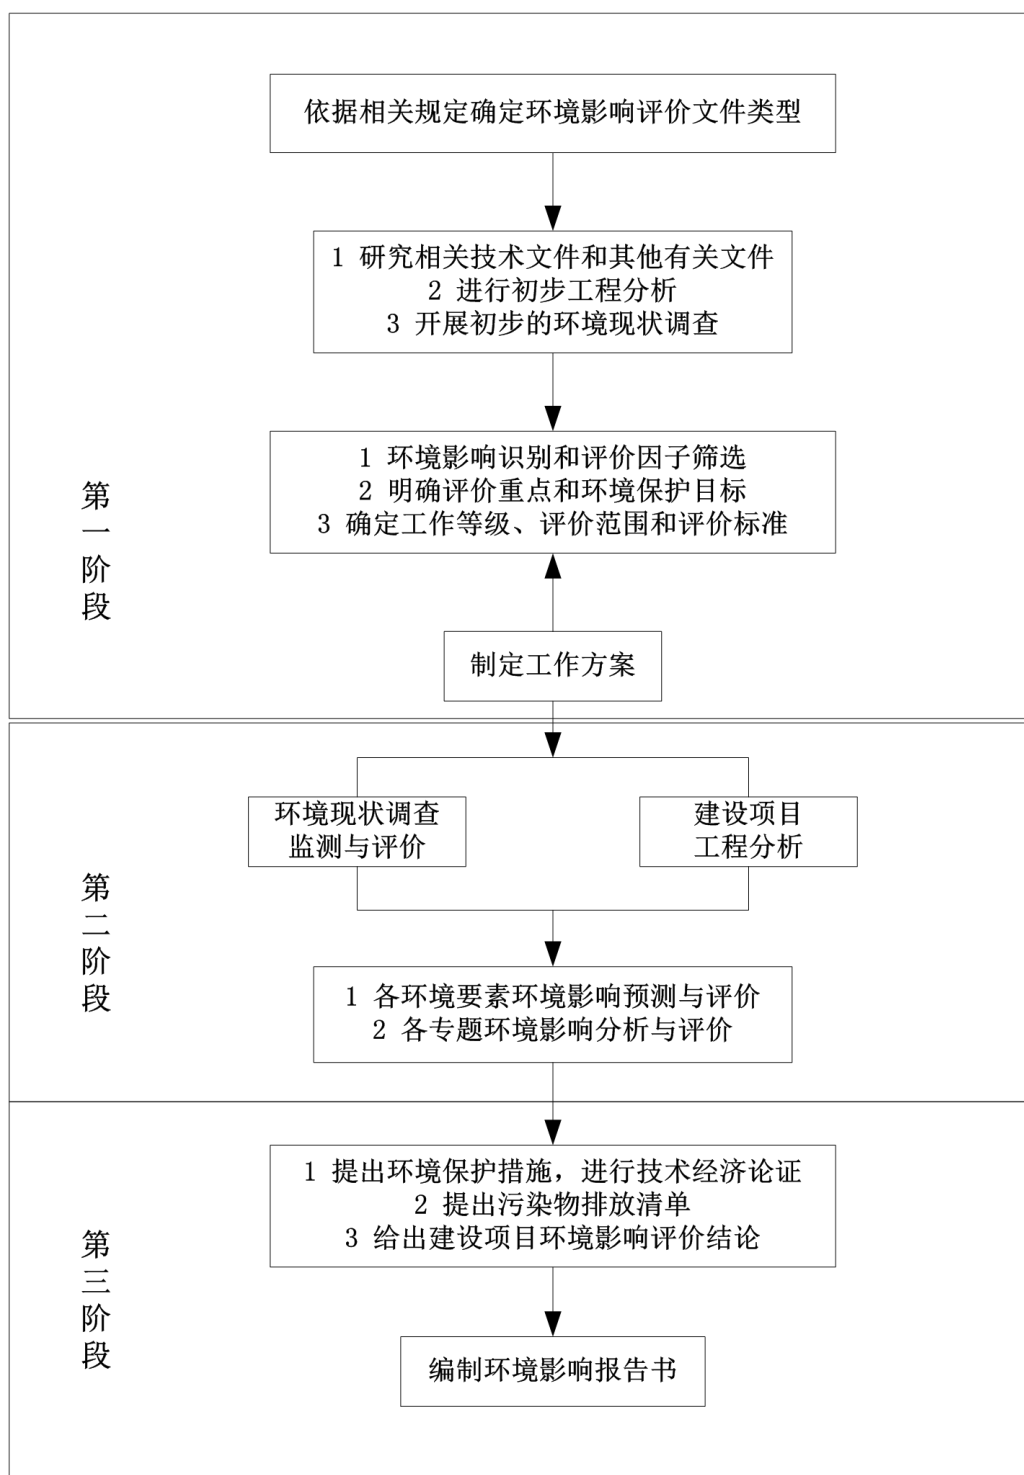 依据相关规定确定环境影响评价文件类型
1 研究相关技术文件和其他有关文件
2 进行初步工程分析
3 开展初步的环境现状调查
第一阶段
1 环境影响识别和评价因子筛选
2 明确评价重点和环境保护目标
3 确定工作等级、评价范围和评价标准
制定工作方案
环境现状调查
监测与评价
建设项目
工程分析
第二阶段
1 各环境要素环境影响预测与评价
2 各专题环境影响分析与评价
第三阶段
1 提出环境保护措施，进行技术经济论证
2 提出污染物排放清单
3 给出建设项目环境影响评价结论
编制环境影响报告书